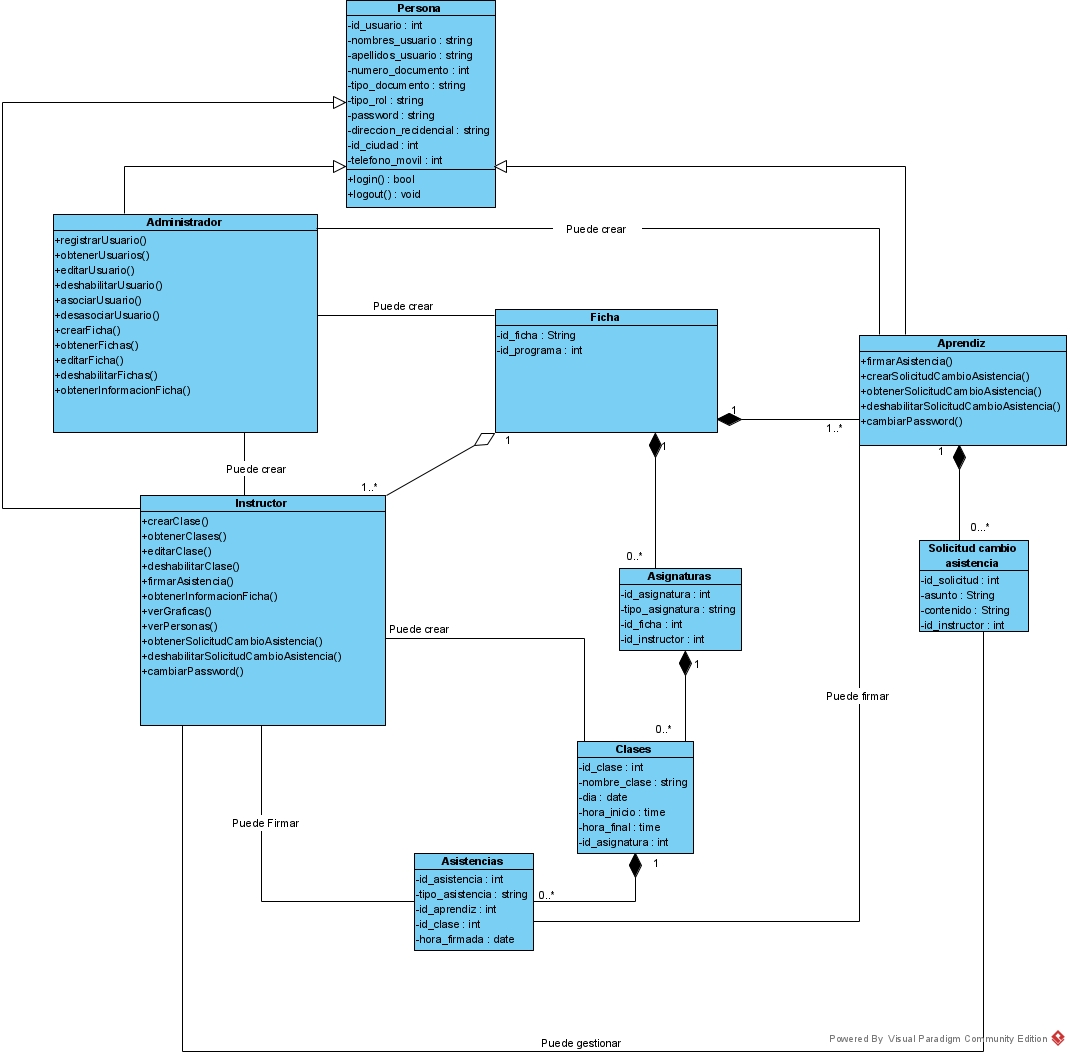 Persona
-id_usuario : int
-nombres_usuario : string
-apellidos_usuario : string
-numero_documento : int
-tipo_documento : string
-tipo_rol : string
-password : string
-direccion_recidencial : string
-id_ciudad : int
-telefono_movil : int
+login() : bool
+logout() : void
Administrador
+registrarUsuario()
+obtenerUsuarios()
+editarUsuario()
+deshabilitarUsuario()
+asociarUsuario()
+desasociarUsuario()
+crearFicha()
+obtenerFichas()
+editarFicha()
+deshabilitarFichas()
+obtenerInformacionFicha()
Puede crear
Puede crear
Ficha
-id_ficha : String
-id_programa : int
Aprendiz
+firmarAsistencia()
+crearSolicitudCambioAsistencia()
+obtenerSolicitudCambioAsistencia()
+deshabilitarSolicitudCambioAsistencia()
+cambiarPassword()
1
1..*
1
1
1
Puede crear
1..*
Instructor
+crearClase()
+obtenerClases()
+editarClase()
+deshabilitarClase()
+firmarAsistencia()
+obtenerInformacionFicha()
+verGraficas()
+verPersonas()
+obtenerSolicitudCambioAsistencia()
+deshabilitarSolicitudCambioAsistencia()
+cambiarPassword()
0..*
0...*
Asignaturas
-id_asignatura : int
-tipo_asignatura : string
-id_ficha : int
-id_instructor : int
Solicitud cambio
asistencia
-id_solicitud : int
-asunto : String
-contenido : String
-id_instructor : int
Puede crear
1
Puede firmar
0..*
Clases
-id_clase : int
-nombre_clase : string
-dia : date
-hora_inicio : time
-hora_final : time
-id_asignatura : int
Puede Firmar
1
0..*
Asistencias
-id_asistencia : int
-tipo_asistencia : string
-id_aprendiz : int
-id_clase : int
-hora_firmada : date
Puede gestionar
Powered By Visual Paradigm Community Edition